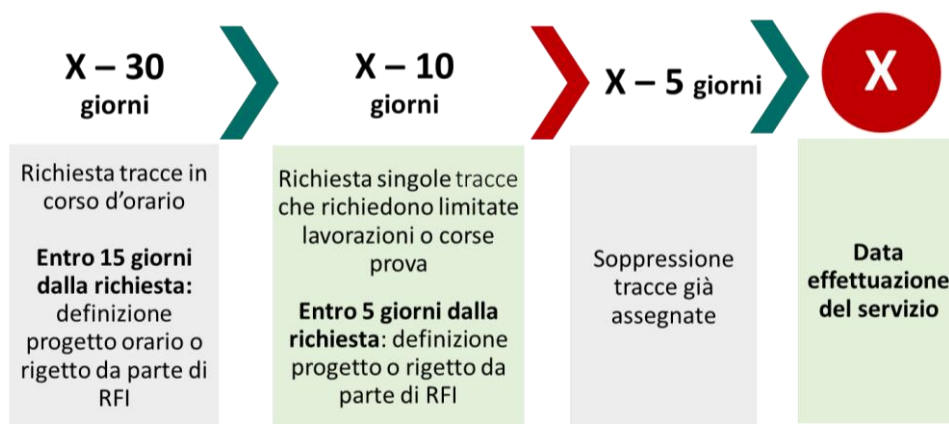 X – 30
giorni
X – 10
giorni
X – 5 giorni
X
Richiesta tracce in
corso d'orario
Entro 15 giorni
dalla richiesta:
definizione
progetto orario o
rigetto da parte di
RFI
Richiesta singole tracce
che richiedono limitate
lavorazioni o corse
prova
Entro 5 giorni dalla
richiesta: definizione
progetto o rigetto da
parte di RFI
Soppressione
tracce già
assegnate
Data
effettuazione
del servizio